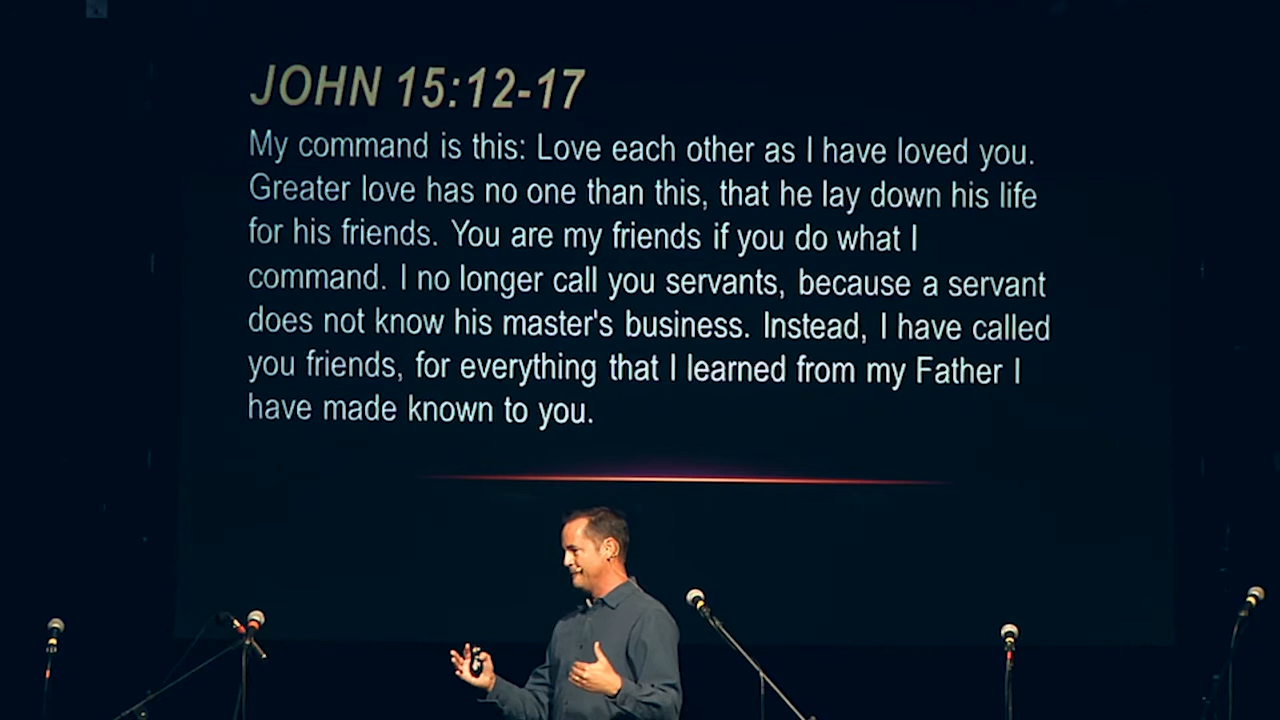 JOHN 15:12-17
My command is this: Love each other as I have loved you.
Greater love has no one than this, that he lay down his life
for his friends. You are my friends if you do what I
command. I no longer call you servants, because a servant
does not know his master's business. Instead, I have called
you friends, for everything that I learned from my Father I
have made known to you.